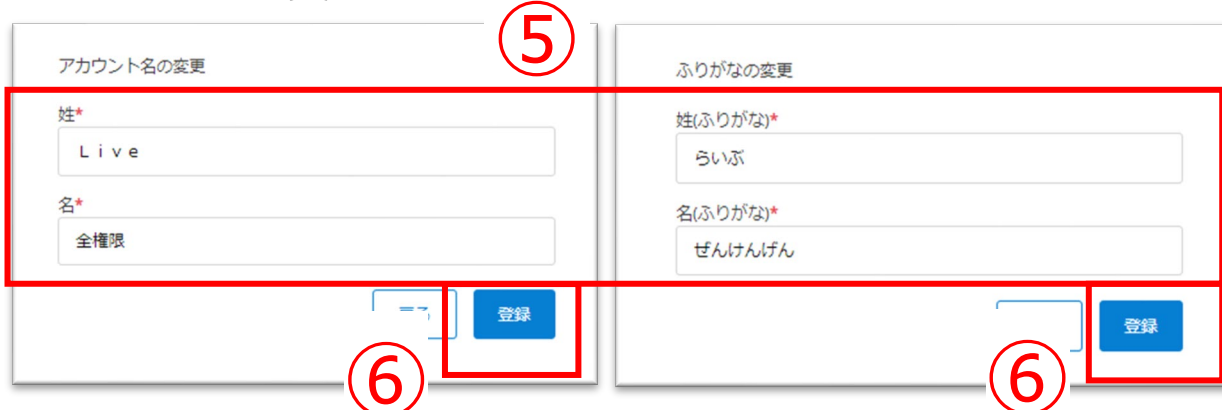 ⑤
アカウント名の変更
姓*
Ｌｉｖｅ
名*
全権限
登録
⑥
ふりがなの変更
姓(ふりがな)*
らいぶ
名(ふりがな)*
ぜんけんげん
登録
⑥